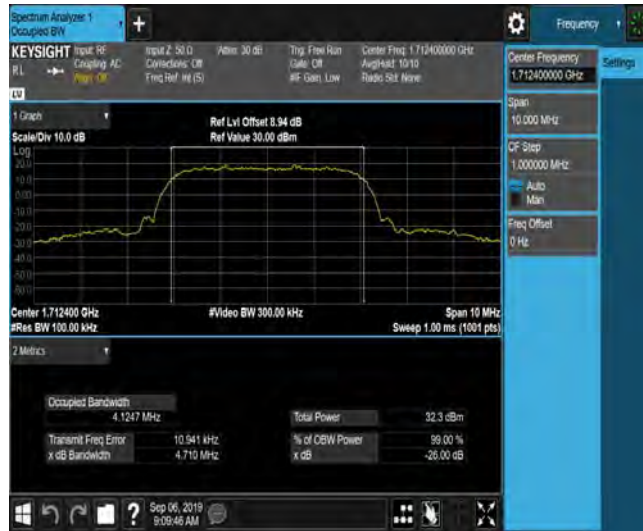 Spectrum Analyzer 1
Occupied BW
+
Frequency
KEYSIGHT
Input: RF
Input Z: 50 Ω
Atten: 30 dB
Trig: Free Run
Center Freq: 1.712400000 GHz
RL
Coupling: AC
Corrections: Off
Gate: Off
Avg|Hold: 10/10
Align: Off
Freq Ref: Int (S)
#IF Gain: Low
Radio Std: None
LV
Center Frequency
1.712400000 GHz
Settings
Span
10.000 MHz
CF Step
1.000000 MHz
Auto
Man
Freq Offset
0 Hz
1 Graph
Ref Lvl Offset 8.94 dB
Scale/Div 10.0 dB
Ref Value 30.00 dBm
Log
20.0
10.0
0.00
-10.0
-20.0
-30.0
-40.0
-50.0
-60.0
Center 1.712400 GHz
#Video BW 300.00 kHz
Span 10 MHz
#Res BW 100.00 kHz
Sweep 1.00 ms (1001 pts)
2 Metrics
Occupied Bandwidth
4.1247 MHz
Total Power
32.3 dBm
Transmit Freq Error
10.941 kHz
% of OBW Power
99.00 %
x dB Bandwidth
4.710 MHz
x dB
-26.00 dB
?
Sep 06, 2019
9:09:46 AM